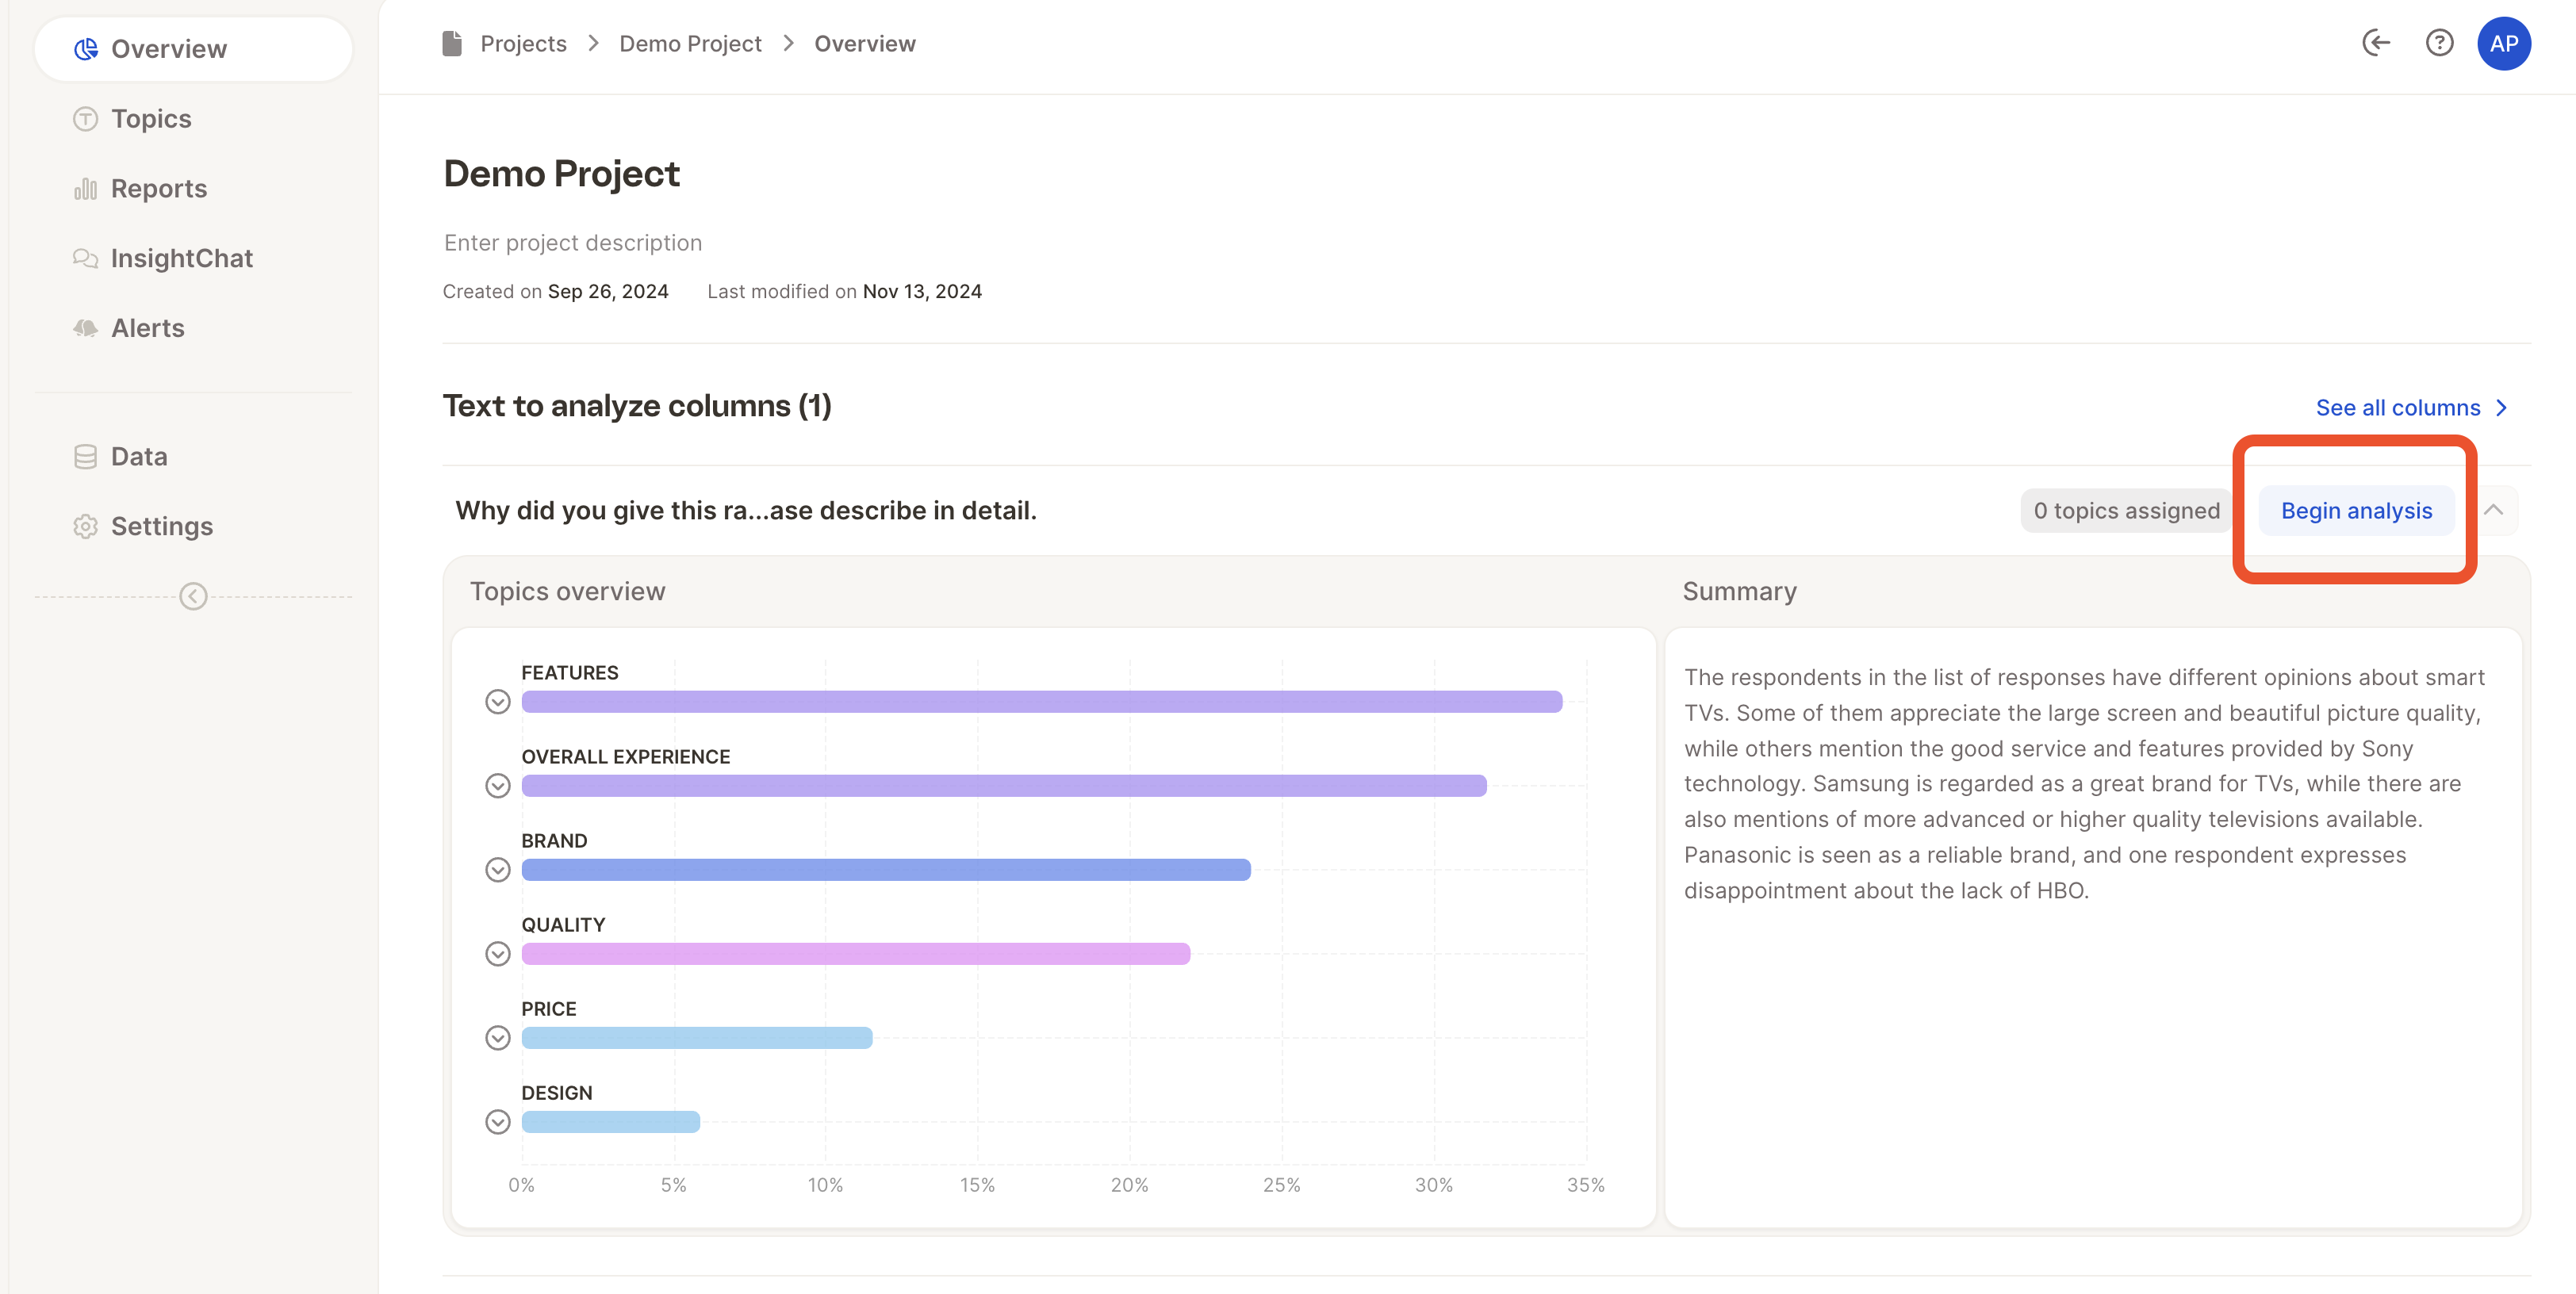 Overview
Topics
Reports
InsightChat
Alerts
Data
Settings
Projects > Demo Project > Overview
AP
Demo Project
Enter project description
Created on Sep 26, 2024 Last modified on Nov 13, 2024
Text to analyze columns (1)
See all columns
Why did you give this ra...ase describe in detail.
0 topics assigned
Begin analysis
Topics overview
FEATURES
OVERALL EXPERIENCE
BRAND
QUALITY
PRICE
DESIGN
0% 5% 10% 15% 20% 25% 30% 35%
Summary
The respondents in the list of responses have different opinions about smart
TVs. Some of them appreciate the large screen and beautiful picture quality,
while others mention the good service and features provided by Sony
technology. Samsung is regarded as a great brand for TVs, while there are
also mentions of more advanced or higher quality televisions available.
Panasonic is seen as a reliable brand, and one respondent expresses
disappointment about the lack of HBO.